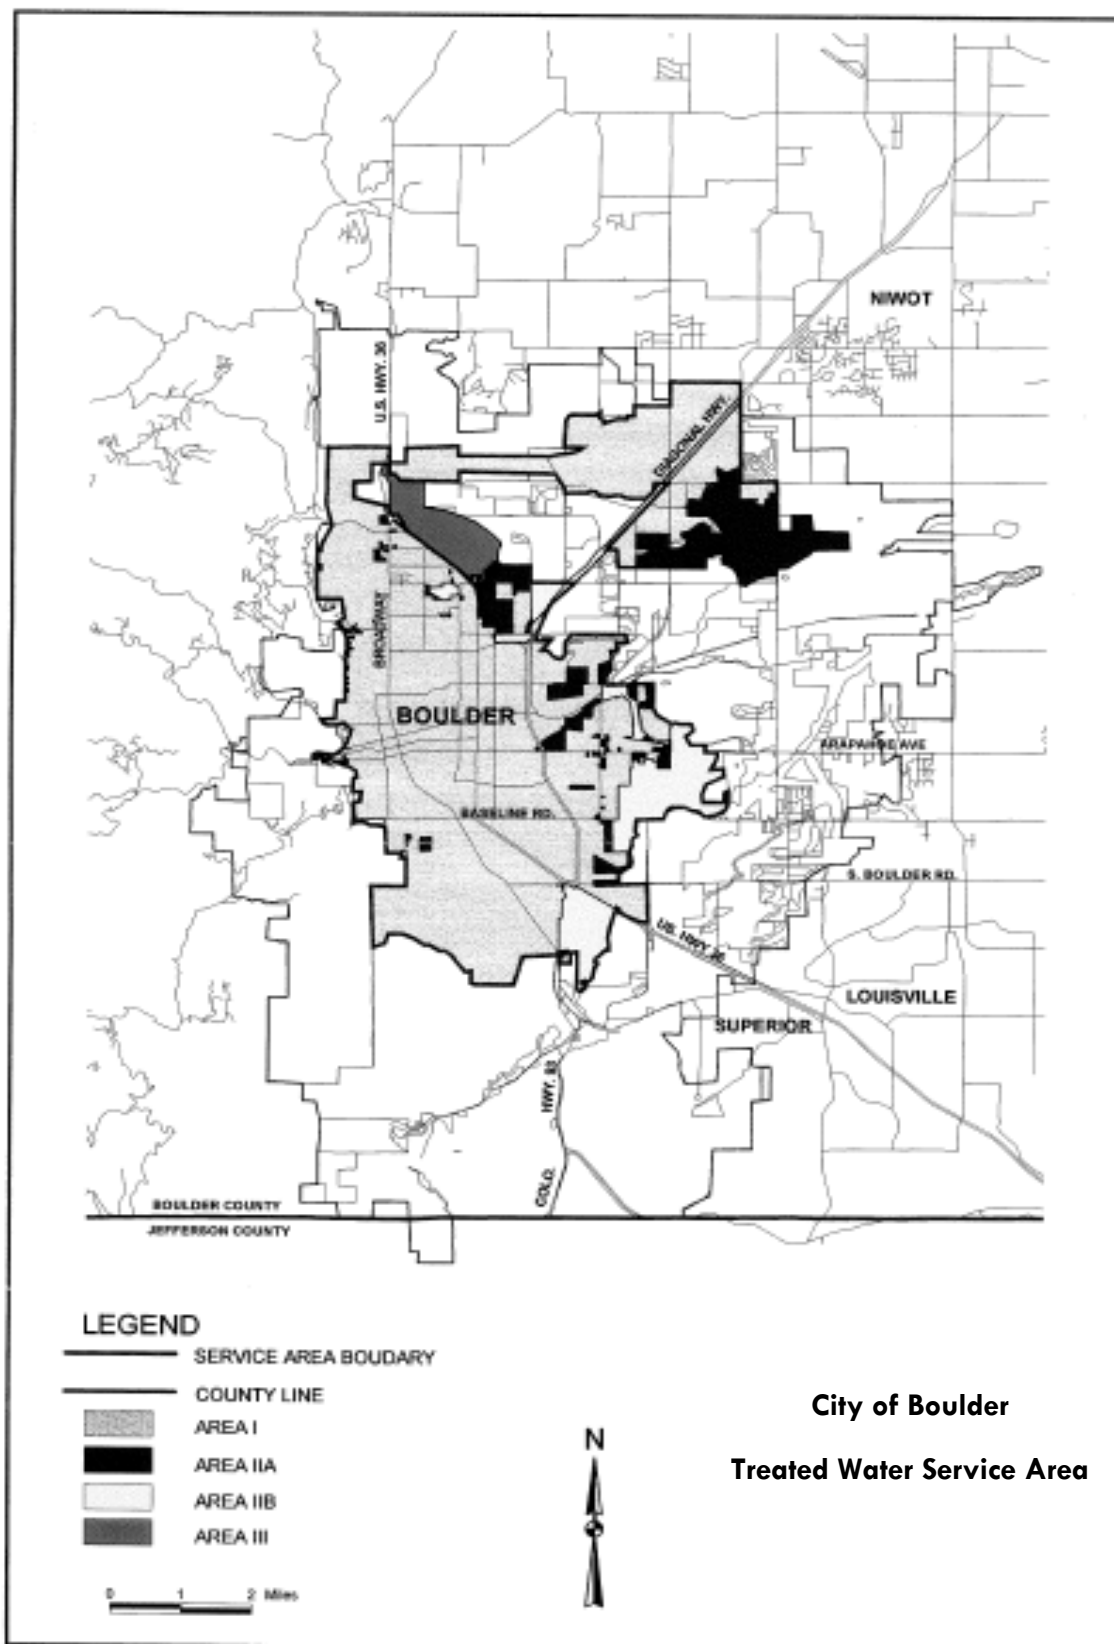 NIWOT
U.S. HWY. 36
DIAGONAL HWY.
BROADWAY
BOULDER
ARAPAHOE AVE
BASELINE RD.
S. BOULDER RD.
US. HWY 36
LOUISVILLE
SUPERIOR
COLO. HWY. 93
BOULDER COUNTY
JEFFERSON COUNTY
LEGEND
SERVICE AREA BOUDARY
COUNTY LINE
AREA I
AREA IIA
AREA IIB
AREA III
0 1 2 Miles
N
City of Boulder
Treated Water Service Area